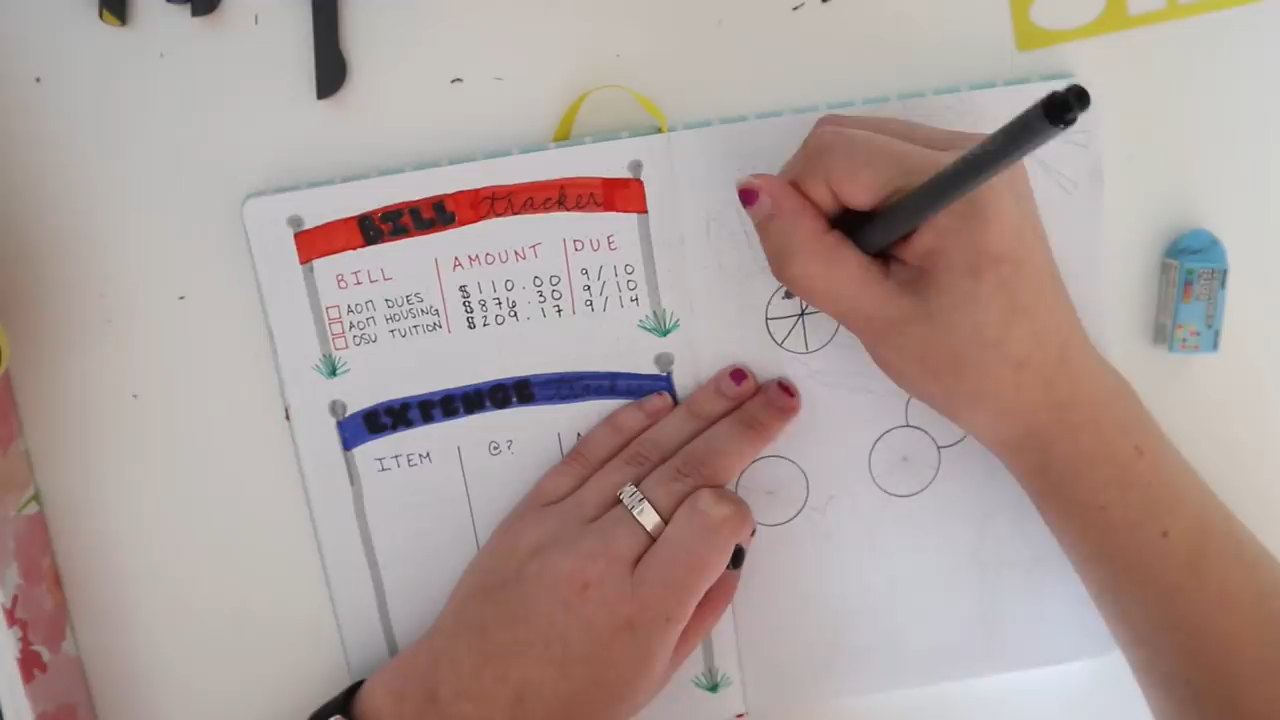 BILL tracker
BILL AMOUNT DUE
AOΠ DUES $110.00 9/10
AOΠ HOUSING $876.30 9/10
OSU TUITION $209.17 9/14
EXPENSE tracker
ITEM @?